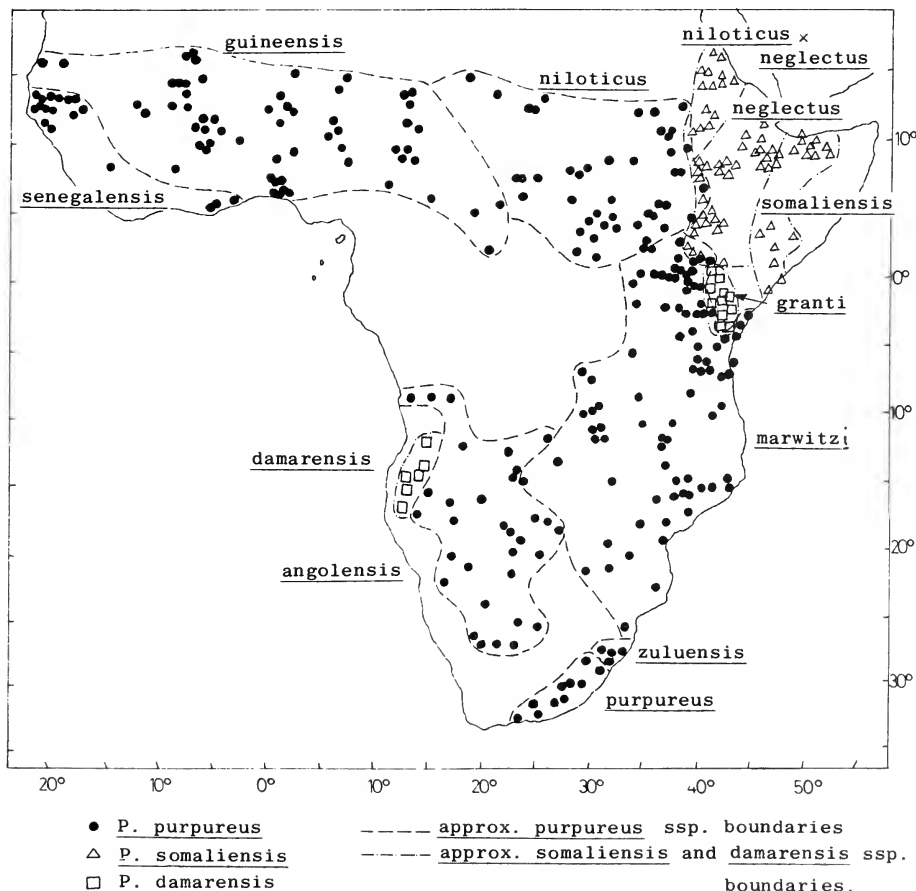 guineensis
niloticus ×
neglectus
niloticus
neglectus
senegalensis
somaliensis
granti
damarensis
marwitzi
angolensis
zuluensis
purpureus
10°
0°
10°
20°
30°
20° 10° 0° 10° 20° 30° 40° 50°
● P. purpureus
△ P. somaliensis
□ P. damarensis
approx. purpureus ssp. boundaries
approx. somaliensis and damarensis ssp.
boundaries.